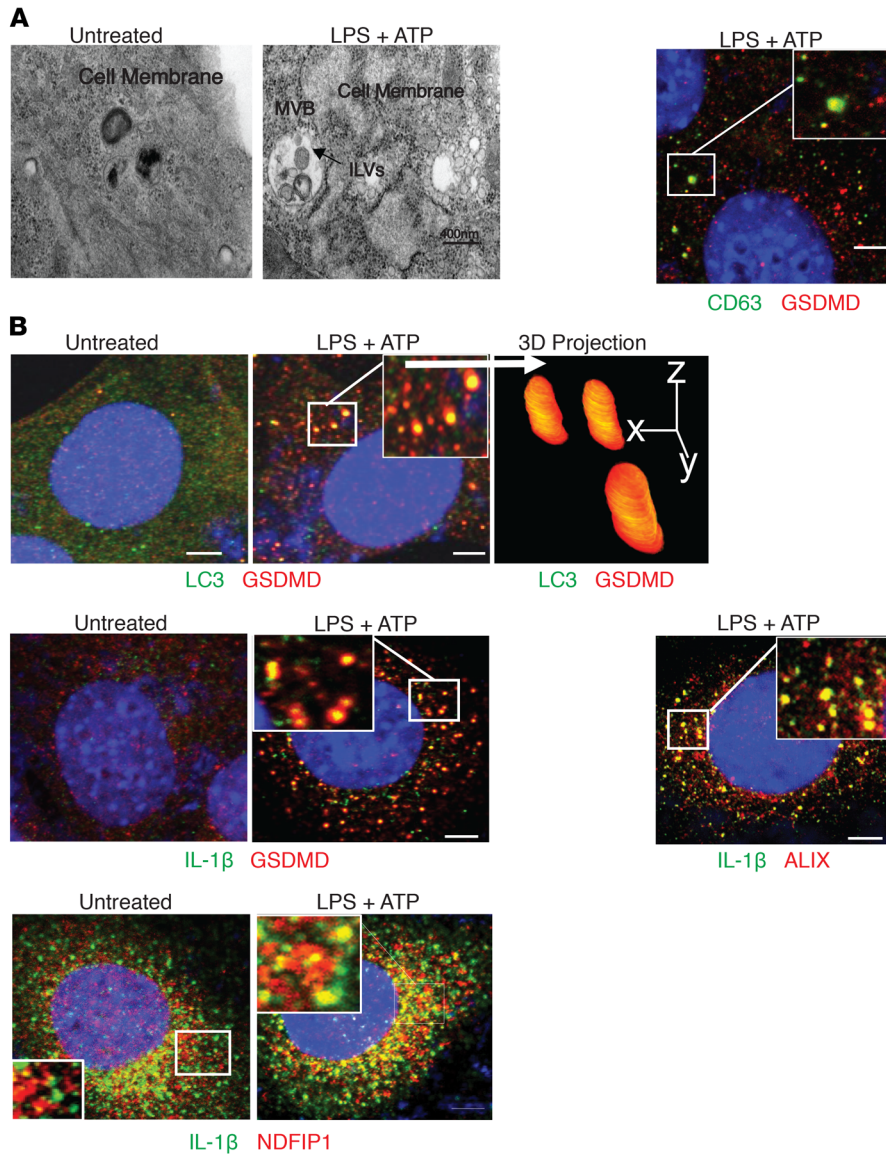 A
Untreated
LPS + ATP
LPS + ATP
Cell Membrane
Cell Membrane
MVB
ILVs
400nm
CD63 GSDMD
B
Untreated
LPS + ATP
3D Projection
z
x
y
LC3 GSDMD
LC3 GSDMD
Untreated
LPS + ATP
LPS + ATP
IL-1β GSDMD
IL-1β ALIX
Untreated
LPS + ATP
IL-1β NDFIP1